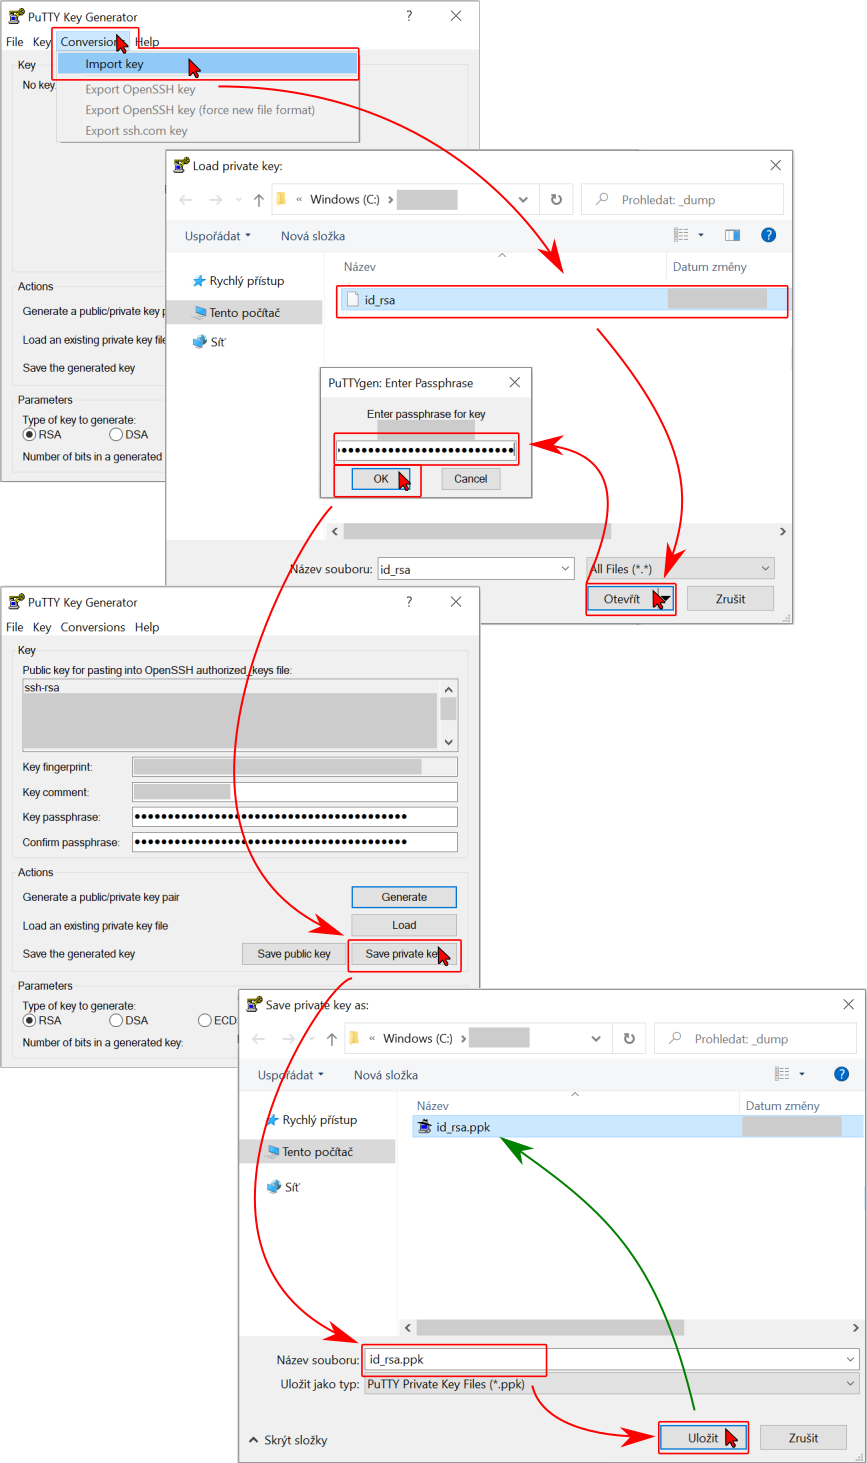 PuTTY Key Generator
?
File Key Conversions Help
Import key
Key
No key.
Export OpenSSH key
Export OpenSSH key (force new file format)
Export ssh.com key
Actions
Generate a public/private key p
Load an existing private key file
Save the generated key
Parameters
Type of key to generate:
RSA DSA
Number of bits in a generated
Load private key:
« Windows (C:) >
Prohledat: _dump
Uspořádat Nová složka
Rychlý přístup
Tento počítač
Síť
Název Datum změny
id_rsa
PuTTYgen: Enter Passphrase
Enter passphrase for key
OK Cancel
Název souboru: id_rsa All Files (*.*)
Otevřít Zrušit
PuTTY Key Generator
?
File Key Conversions Help
Key
Public key for pasting into OpenSSH authorized_keys file:
ssh-rsa
Key fingerprint:
Key comment:
Key passphrase:
Confirm passphrase:
Actions
Generate a public/private key pair Generate
Load an existing private key file Load
Save the generated key Save public key Save private key
Parameters
Type of key to generate:
RSA DSA ECD
Number of bits in a generated key:
Save private key as:
« Windows (C:) >
Prohledat: _dump
Uspořádat Nová složka
Rychlý přístup
Tento počítač
Síť
Název Datum změny
id_rsa.ppk
Název souboru: id_rsa.ppk
Uložit jako typ: PuTTY Private Key Files (*.ppk)
Skrýt složky
Uložit Zrušit